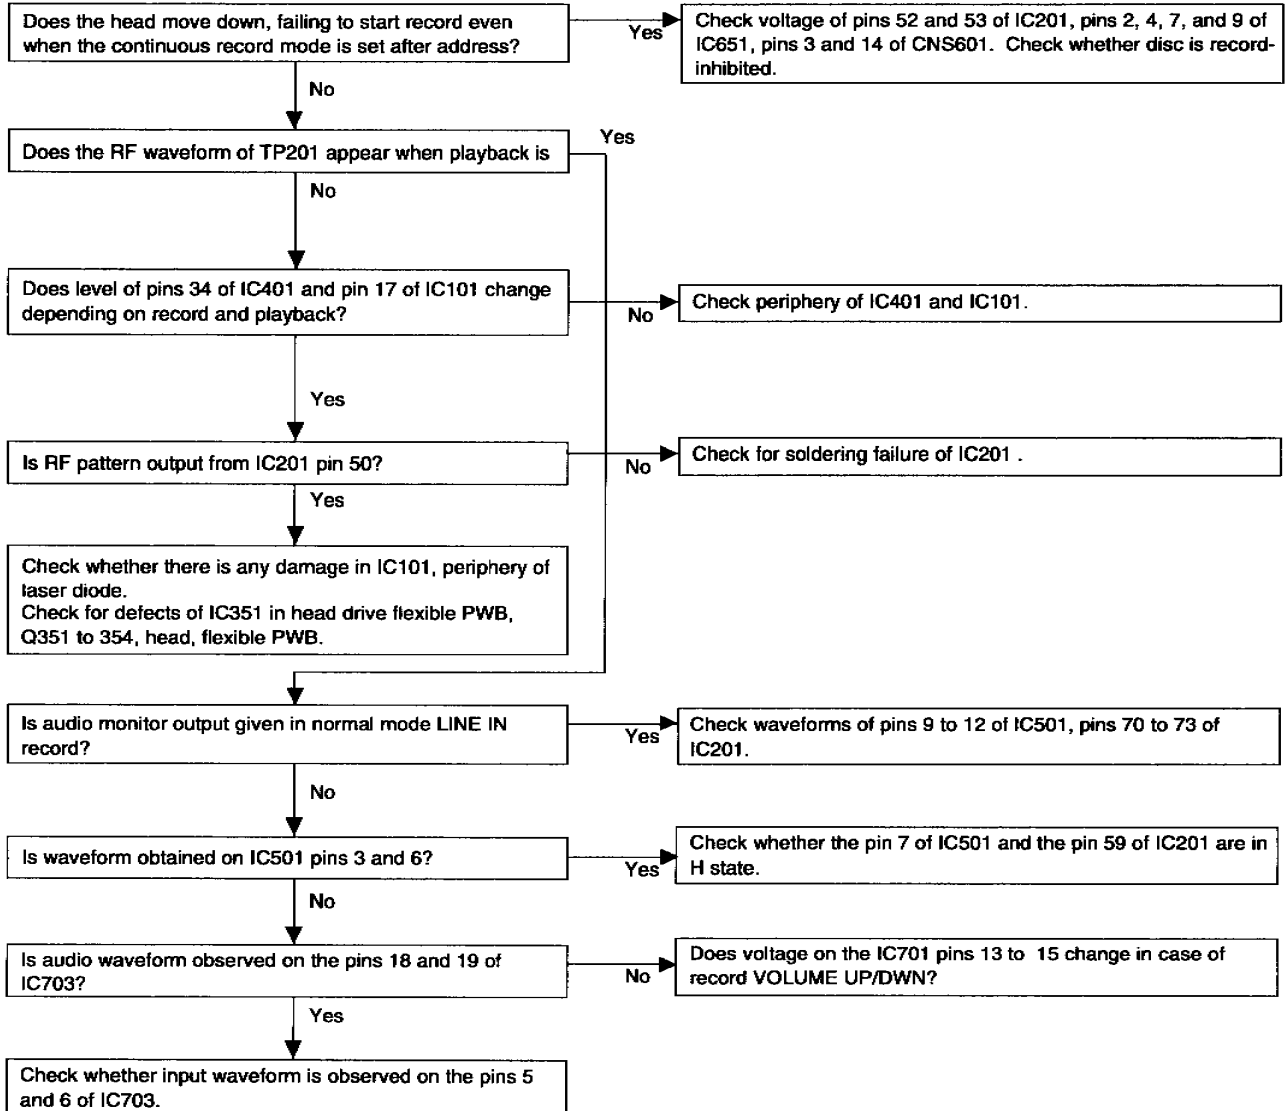 Does the head move down, failing to start record even
when the continuous record mode is set after address?
Yes
Check voltage of pins 52 and 53 of IC201, pins 2, 4, 7, and 9 of
IC651, pins 3 and 14 of CNS601. Check whether disc is record-
inhibited.
No
Does the RF waveform of TP201 appear when playback is
Yes
No
Does level of pins 34 of IC401 and pin 17 of IC101 change
depending on record and playback?
No
Check periphery of IC401 and IC101.
Yes
Is RF pattern output from IC201 pin 50?
No
Check for soldering failure of IC201 .
Yes
Check whether there is any damage in IC101, periphery of
laser diode.
Check for defects of IC351 in head drive flexible PWB,
Q351 to 354, head, flexible PWB.
Is audio monitor output given in normal mode LINE IN
record?
Yes
Check waveforms of pins 9 to 12 of IC501, pins 70 to 73 of
IC201.
No
Is waveform obtained on IC501 pins 3 and 6?
Yes
Check whether the pin 7 of IC501 and the pin 59 of IC201 are in
H state.
No
Is audio waveform observed on the pins 18 and 19 of
IC703?
No
Does voltage on the IC701 pins 13 to 15 change in case of
record VOLUME UP/DWN?
Yes
Check whether input waveform is observed on the pins 5
and 6 of IC703.